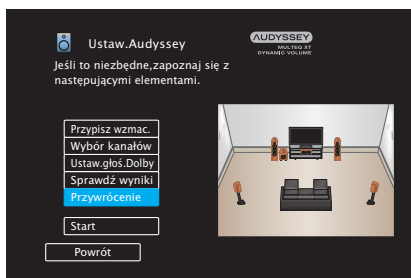 Ustaw.Audyssey
AUDYSSEY
MULTEQ XT
DYNAMIC VOLUME
Jeśli to niezbędne,zapoznaj się z
następującymi elementami.
Przypisz wzmac.
Wybór kanałów
Ustaw.głoś.Dolby
Sprawdź wyniki
Przywrócenie
Start
Powrót